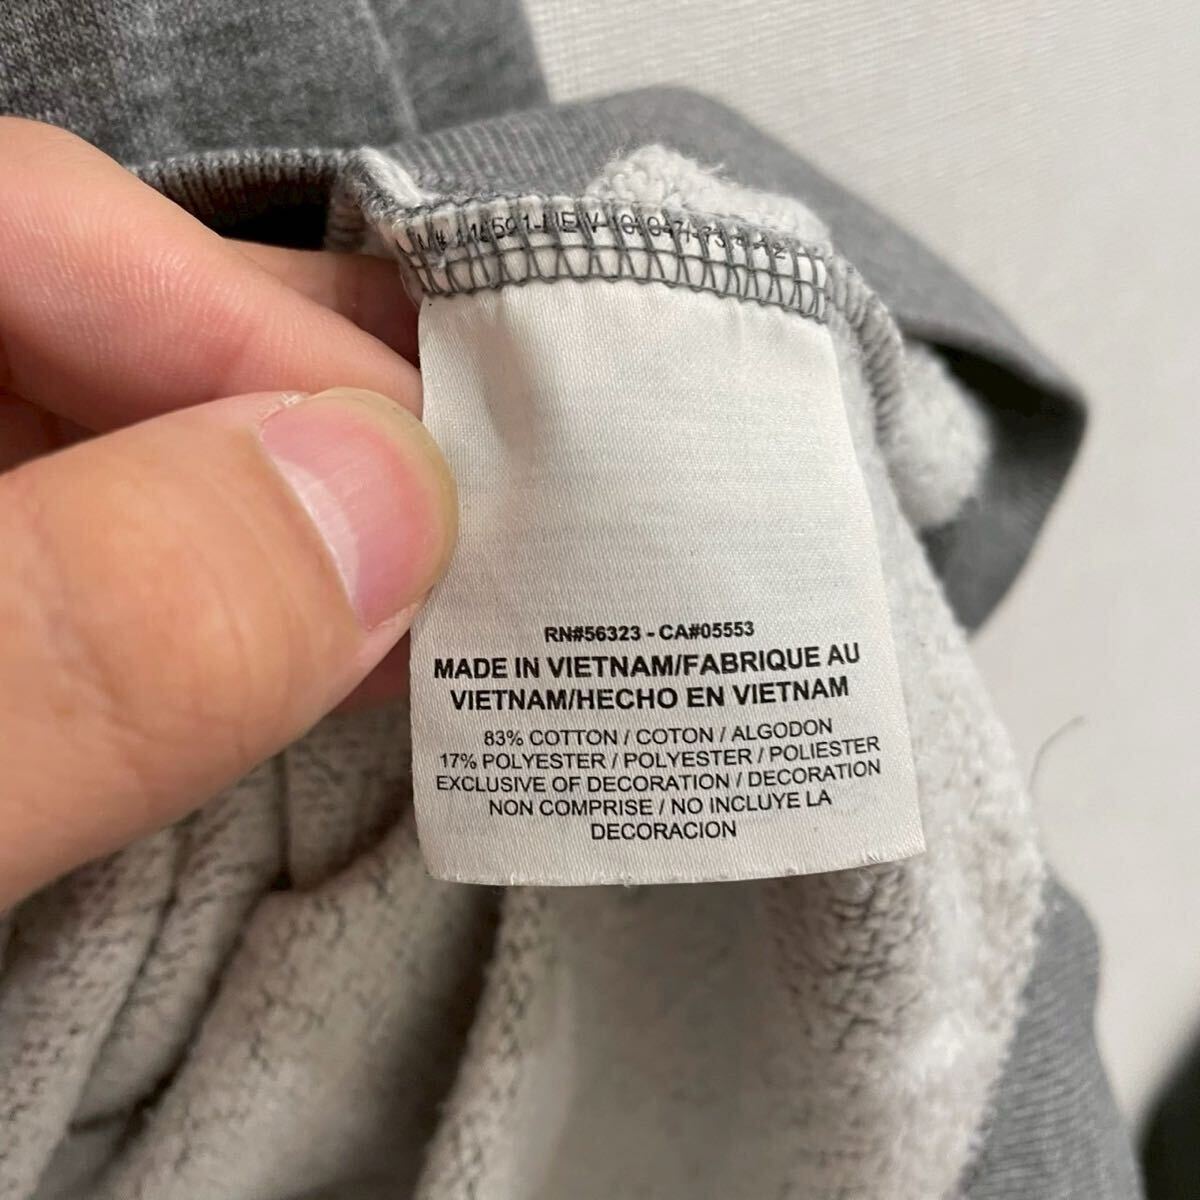 RN#56323 - CA#05553
MADE IN VIETNAM/FABRIQUE AU
VIETNAM/HECHO EN VIETNAM
83% COTTON / COTON / ALGODON
17% POLYESTER / POLYESTER / POLIESTER
EXCLUSIVE OF DECORATION / DECORATION
NON COMPRISE / NO INCLUYE LA
DECORACION